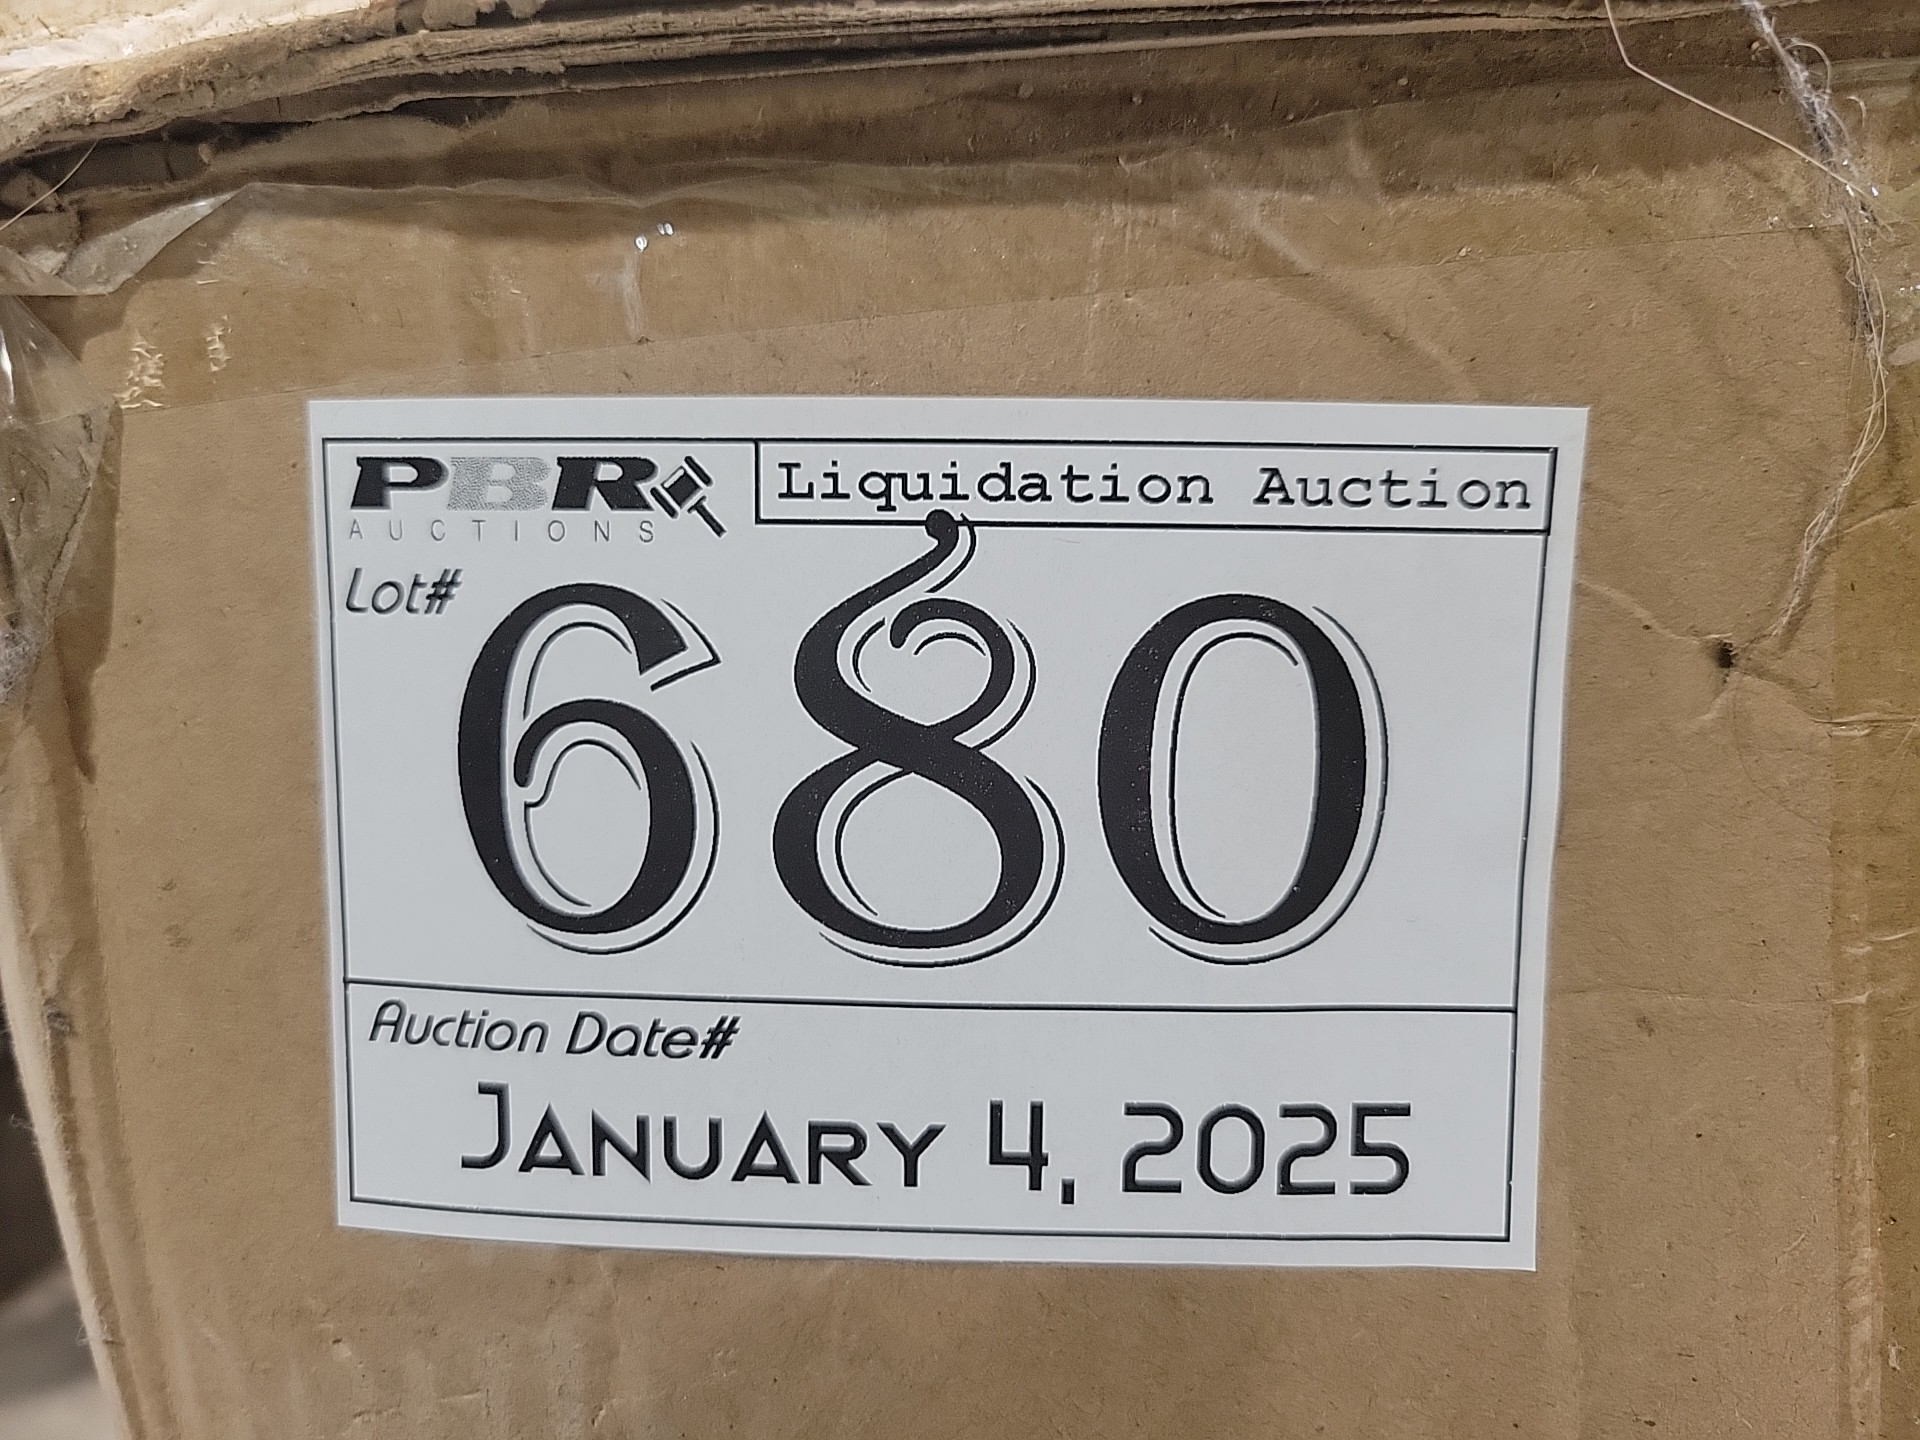 PBR
AUCTIONS
Liquidation Auction
Lot#
680
Auction Date#
January 4, 2025